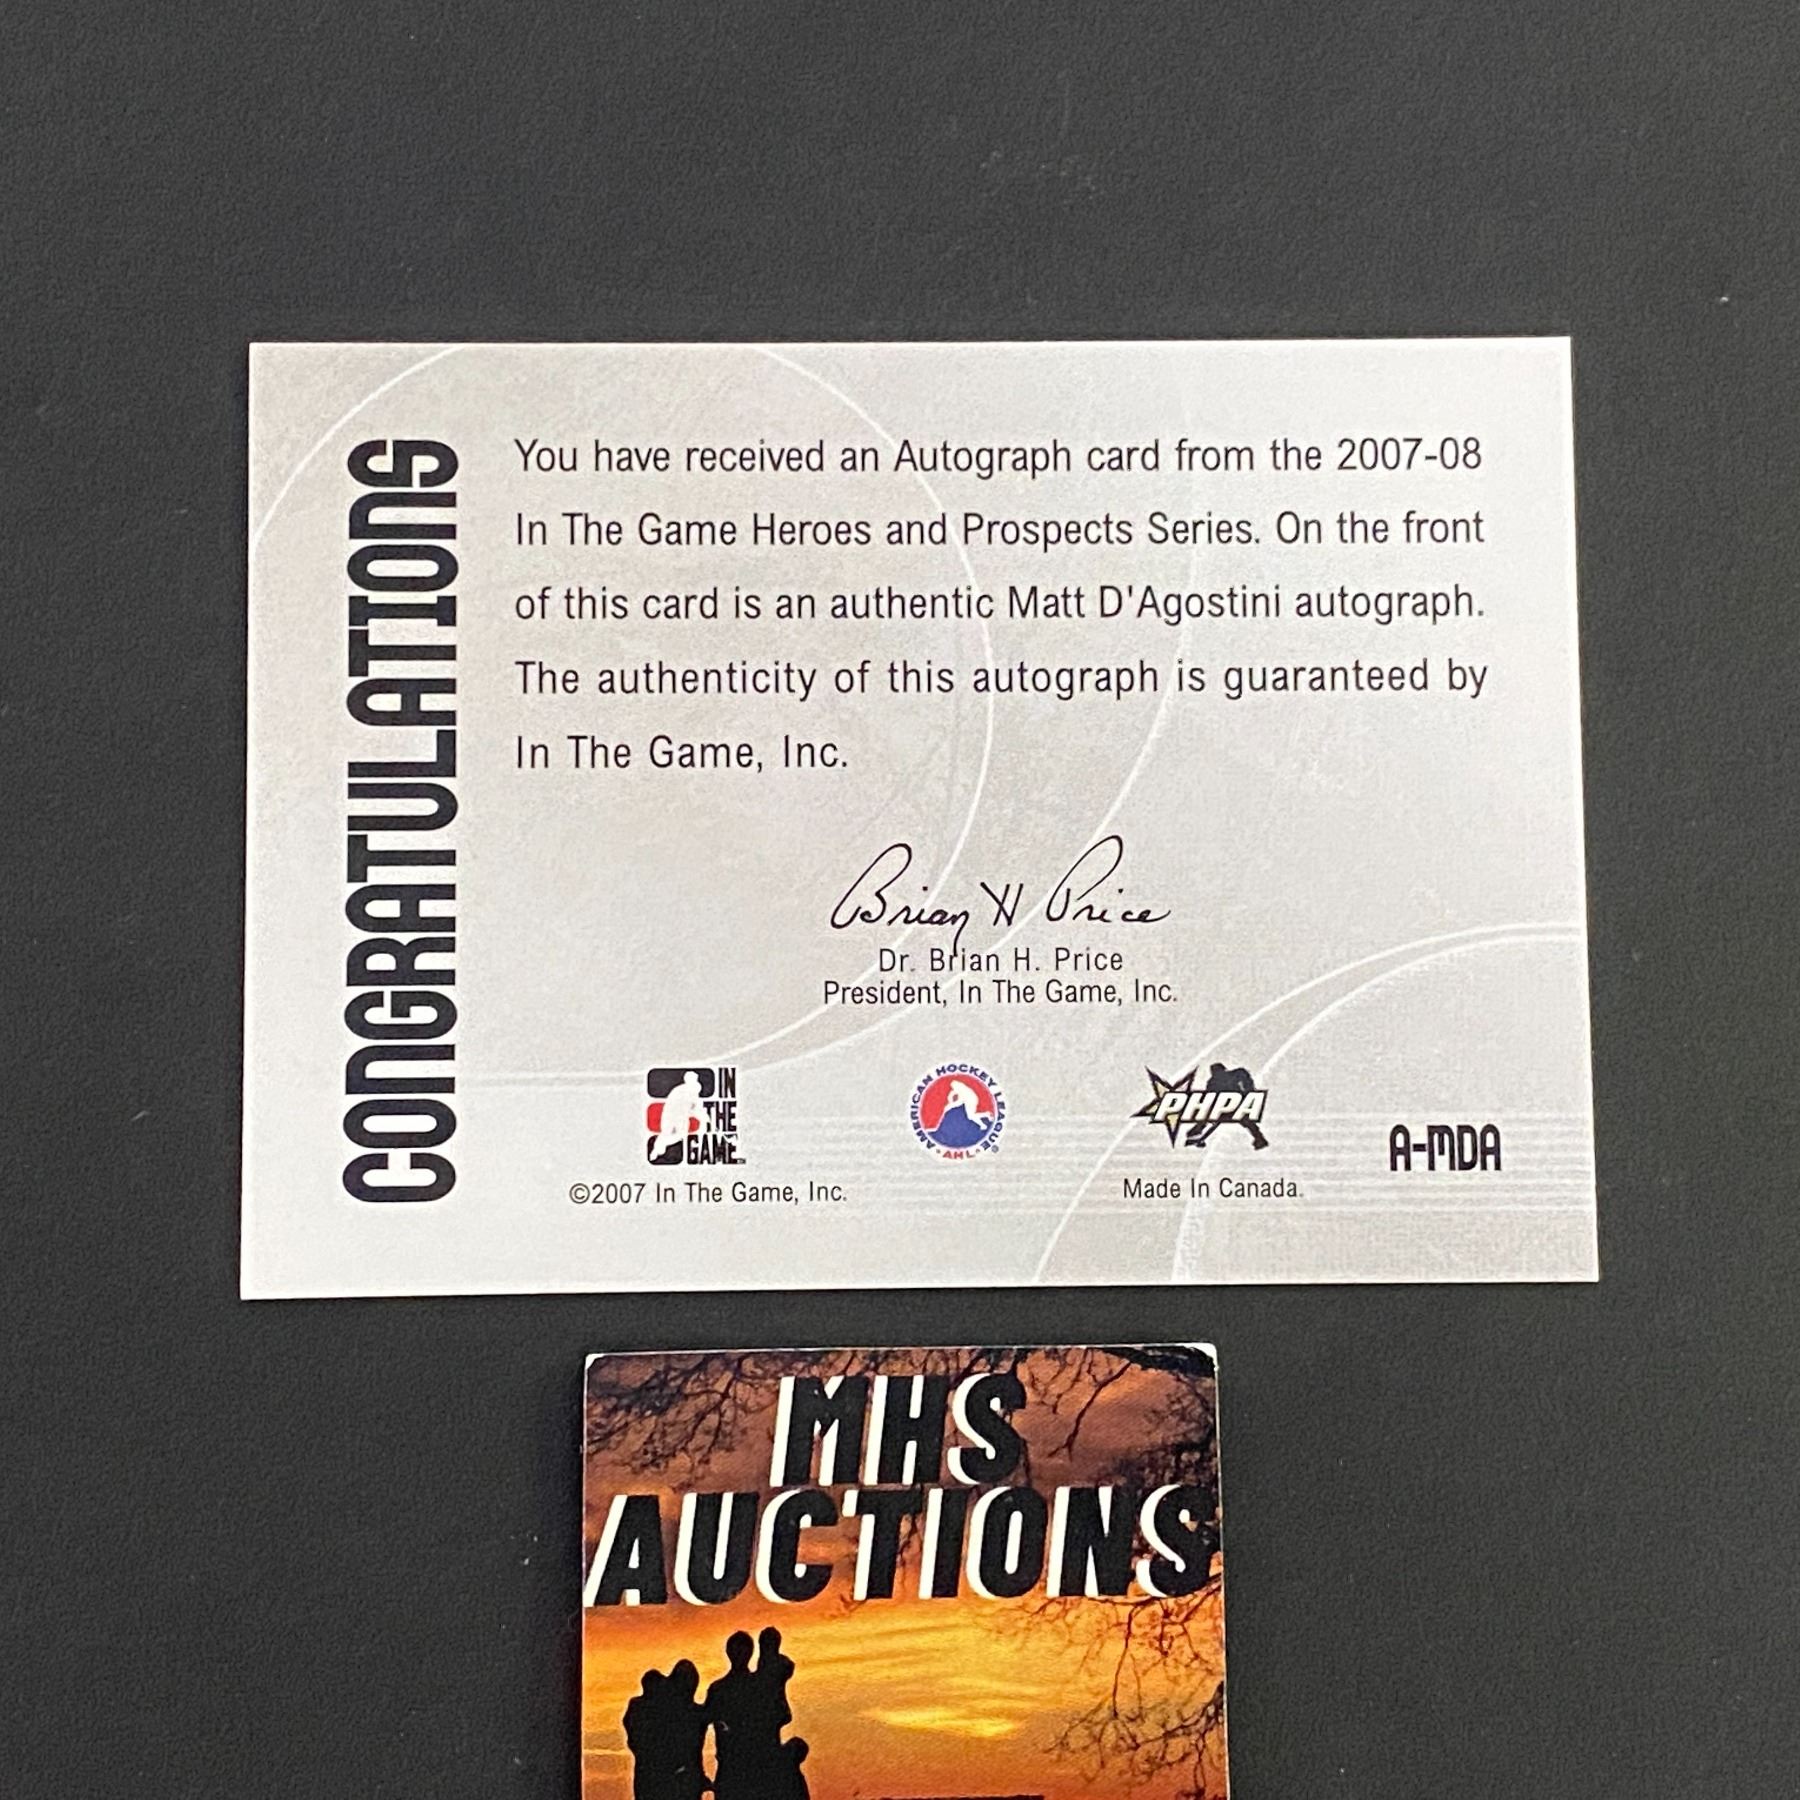 CONGRATULATIONS
You have received an Autograph card from the 2007-08
In The Game Heroes and Prospects Series. On the front
of this card is an authentic Matt D'Agostini autograph.
The authenticity of this autograph is guaranteed by
In The Game, Inc.
Brian H Price
Dr. Brian H. Price
President, In The Game, Inc.
IN
THE
GAME
AMERICAN HOCKEY LEAGUE
AHL
PHPA
A-MDA
©2007 In The Game, Inc.
Made In Canada.
MHS
AUCTIONS